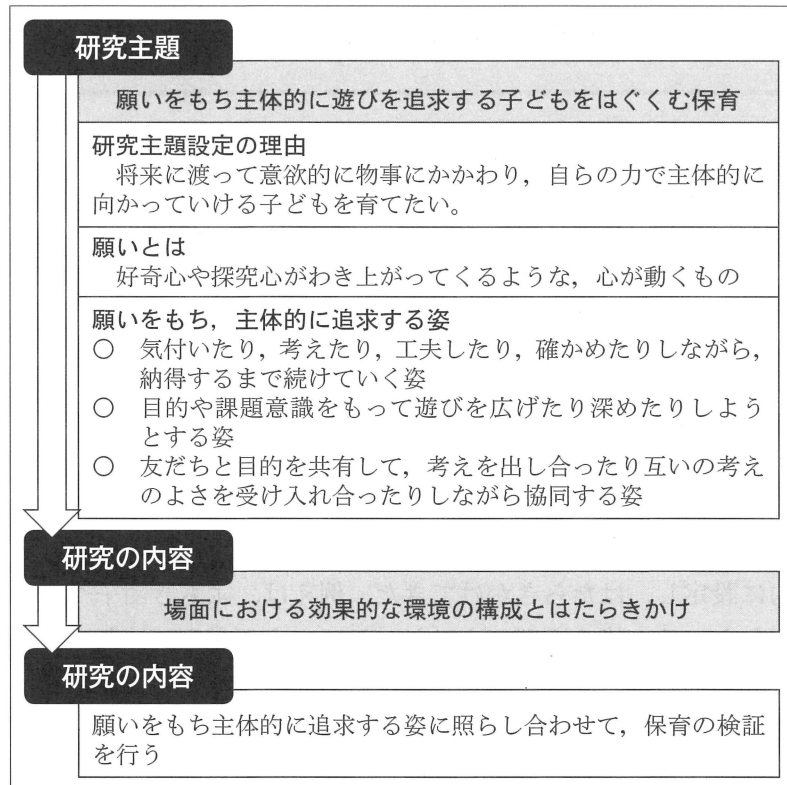 研究主題
願いをもち主体的に遊びを追求する子どもをはぐくむ保育
研究主題設定の理由
将来に渡って意欲的に物事にかかわり，自らの力で主体的に
向かっていける子どもを育てたい。
願いとは
好奇心や探究心がわき上がってくるような，心が動くもの
願いをもち，主体的に追求する姿
○　気付いたり，考えたり，工夫したり，確かめたりしながら，
納得するまで続けていく姿
○　目的や課題意識をもって遊びを広げたり深めたりしよう
とする姿
○　友だちと目的を共有して，考えを出し合ったり互いの考え
のよさを受け入れ合ったりしながら協同する姿
研究の内容
場面における効果的な環境の構成とはたらきかけ
研究の内容
願いをもち主体的に追求する姿に照らし合わせて，保育の検証
を行う